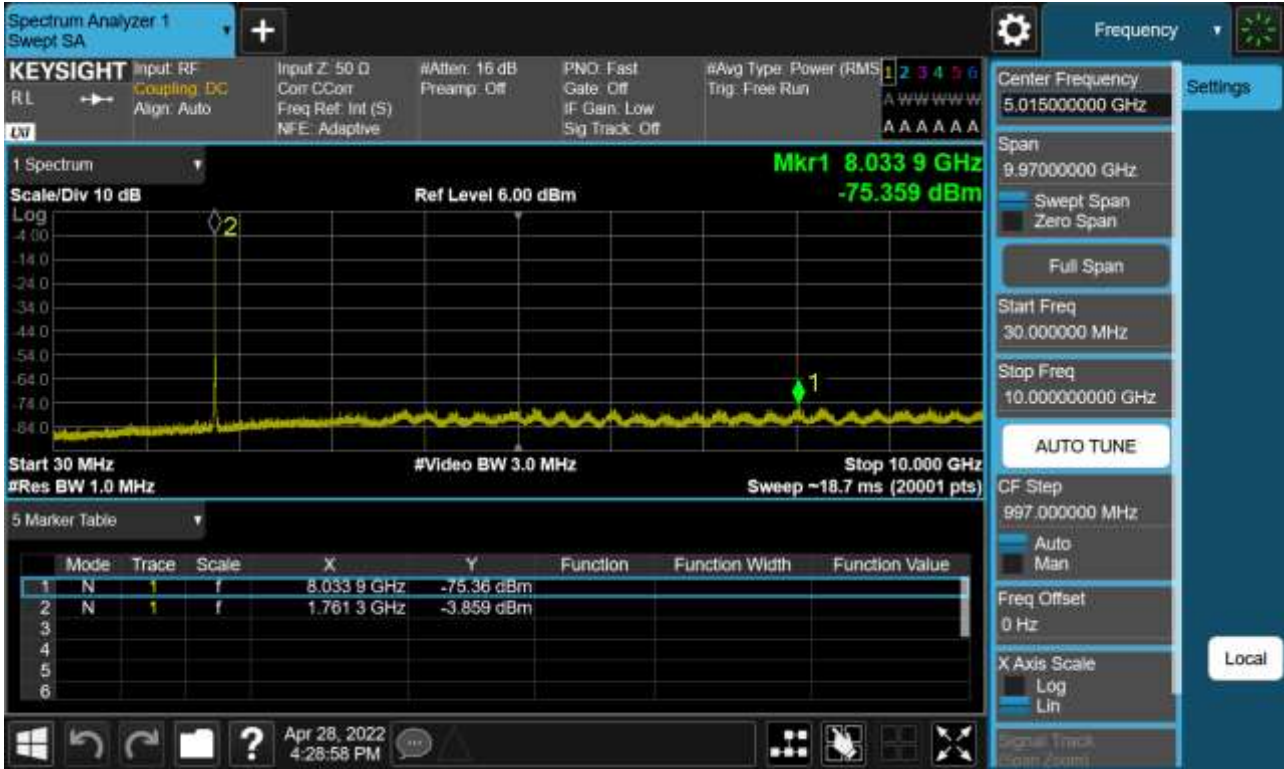 Spectrum Analyzer 1
Swept SA
+
Frequency
KEYSIGHT
RL
LXI
Input: RF
Coupling: DC
Align: Auto
Input Z: 50 Ω
Corr CCorr
Freq Ref: Int (S)
NFE: Adaptive
#Atten: 16 dB
Preamp: Off
PNO: Fast
Gate: Off
IF Gain: Low
Sig Track: Off
#Avg Type: Power (RMS
Trig: Free Run
1 2 3 4 5 6
A W W W W W
A A A A A A
Center Frequency
5.015000000 GHz
Settings
1 Spectrum
Mkr1 8.033 9 GHz
Scale/Div 10 dB
Ref Level 6.00 dBm
-75.359 dBm
Log
-4.00
-14.0
-24.0
-34.0
-44.0
-54.0
-64.0
-74.0
-84.0
2
1
Start 30 MHz
#Video BW 3.0 MHz
Stop 10.000 GHz
#Res BW 1.0 MHz
Sweep ~18.7 ms (20001 pts)
Span
9.97000000 GHz
Swept Span
Zero Span
Full Span
Start Freq
30.000000 MHz
Stop Freq
10.000000000 GHz
AUTO TUNE
CF Step
997.000000 MHz
Auto
Man
Freq Offset
0 Hz
X Axis Scale
Log
Lin
Signal Track
(Span Zoom)
Local
5 Marker Table
Mode Trace Scale X Y Function Function Width Function Value
1 N 1 f 8.033 9 GHz -75.36 dBm
2 N 1 f 1.761 3 GHz -3.859 dBm
3
4
5
6
?
Apr 28, 2022
4:28:58 PM